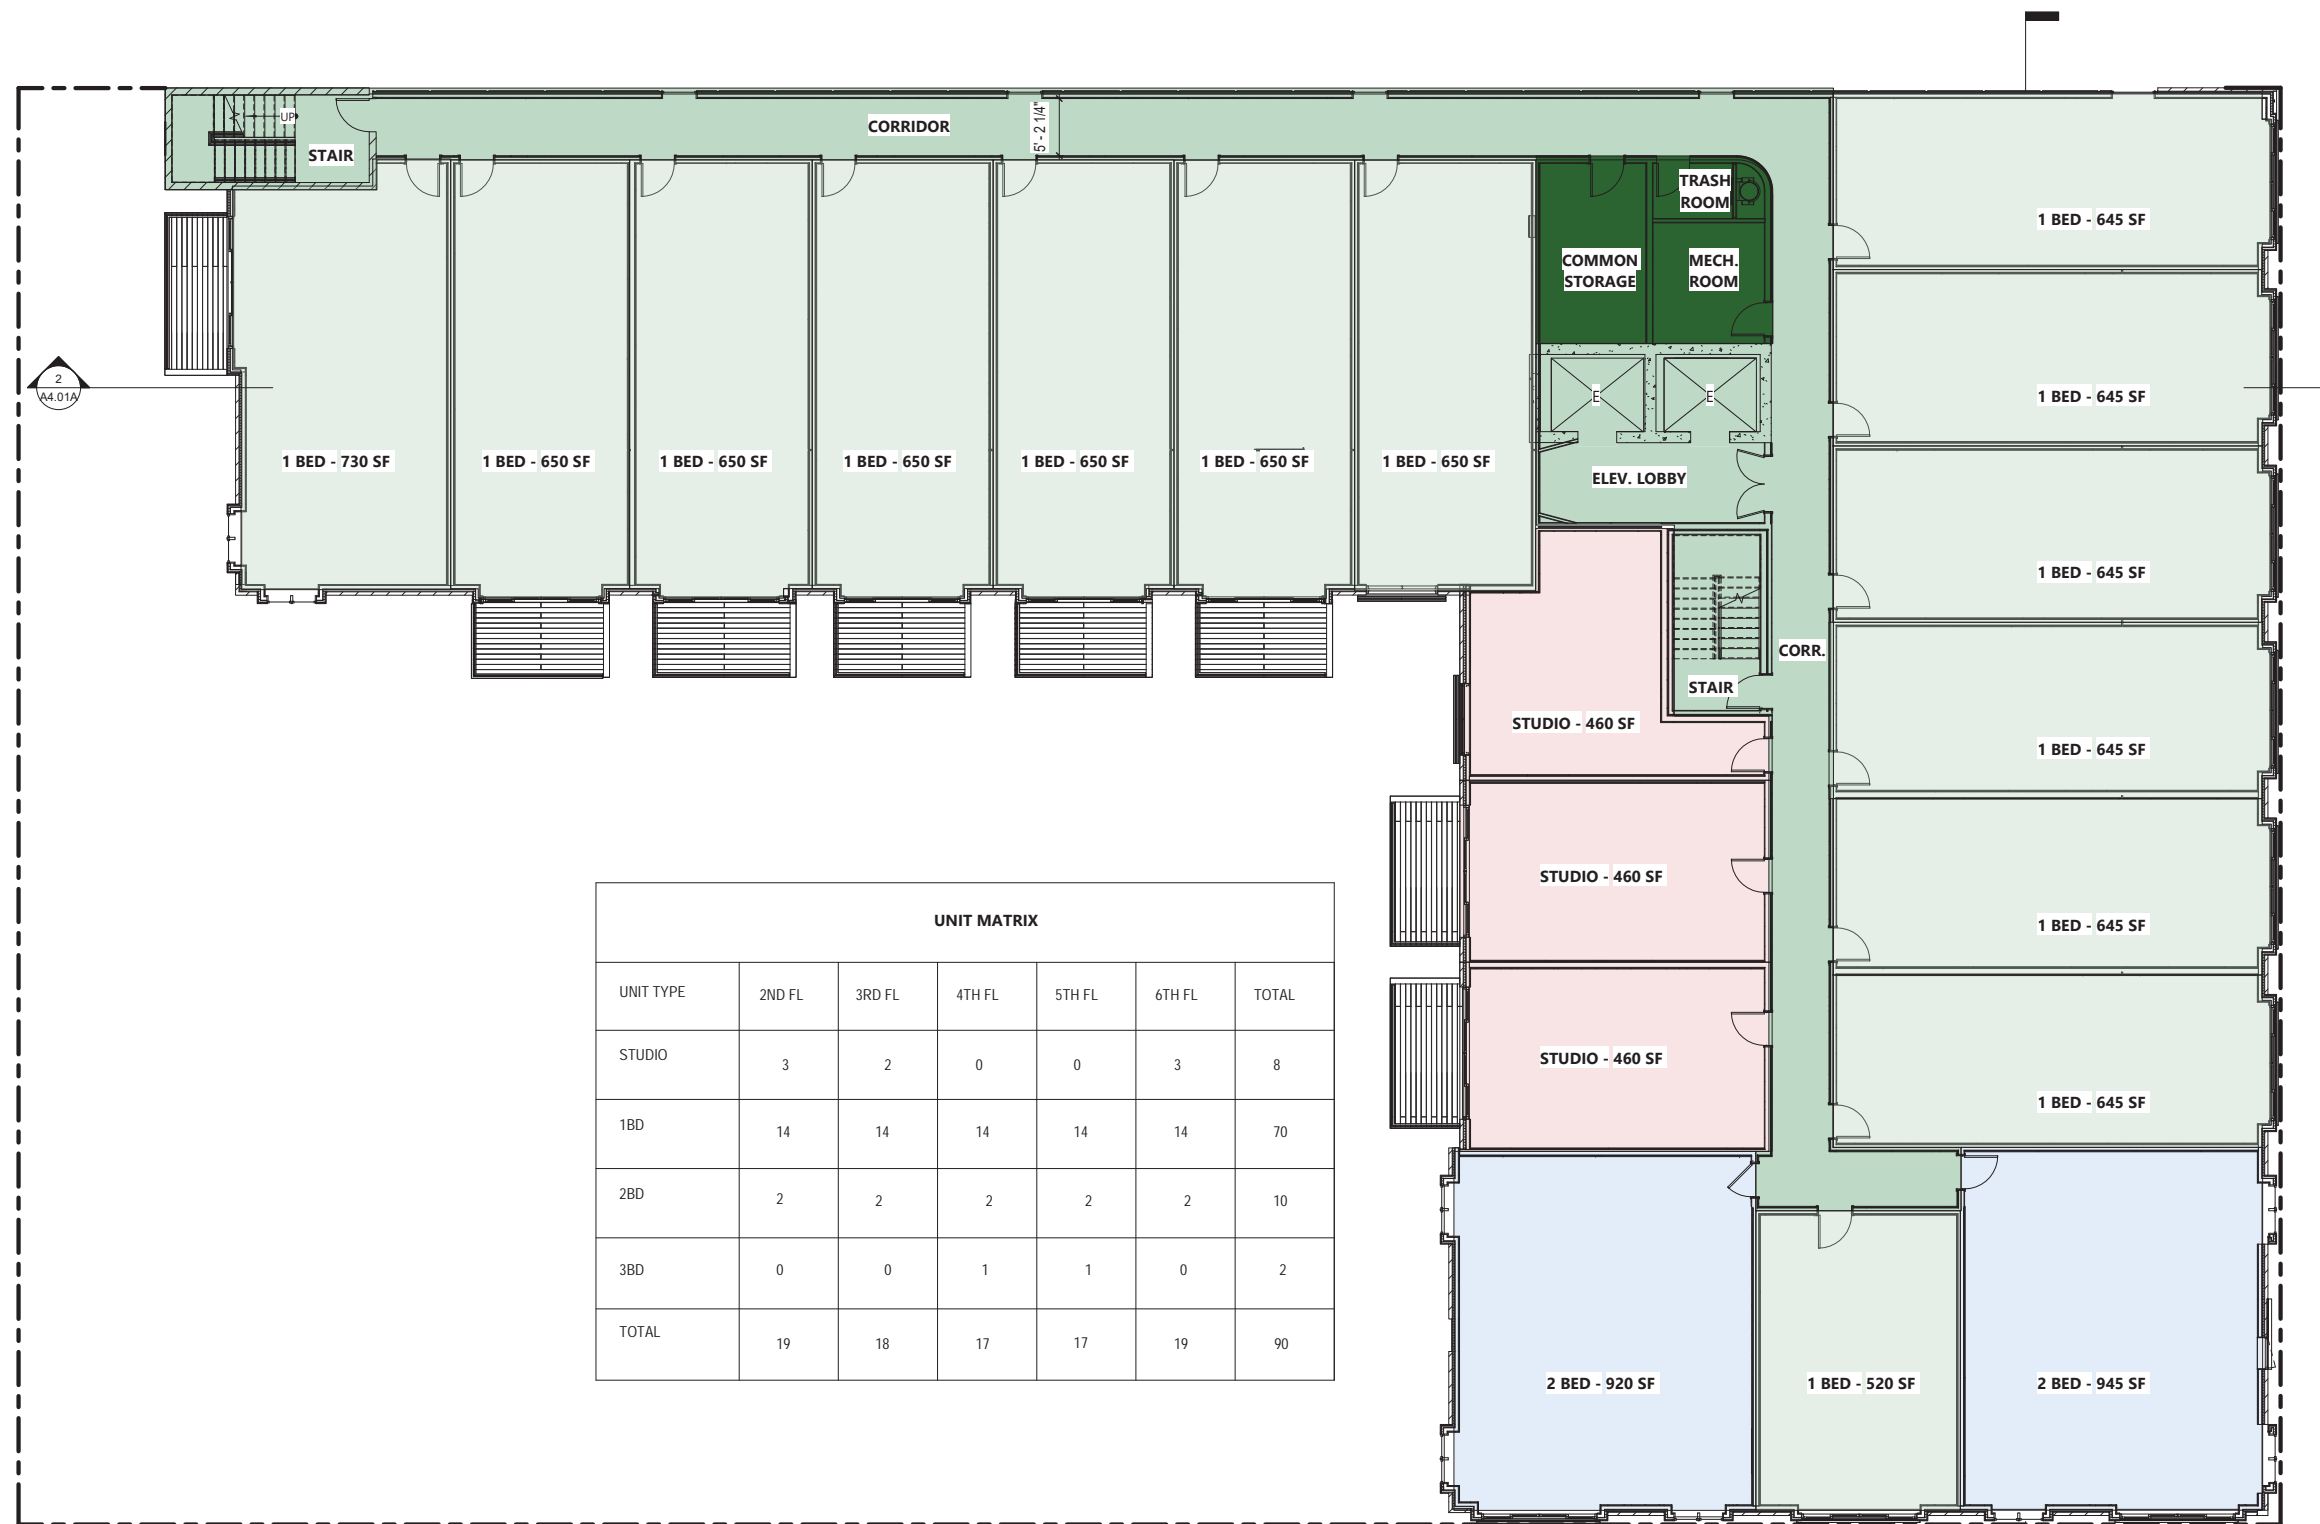 UP
STAIR
CORRIDOR
5' - 2 1/4"
TRASH
ROOM
COMMON
STORAGE
MECH.
ROOM
1 BED - 645 SF
2
A4.01A
E
E
1 BED - 645 SF
1 BED - 730 SF
1 BED - 650 SF
1 BED - 650 SF
1 BED - 650 SF
1 BED - 650 SF
1 BED - 650 SF
1 BED - 650 SF
ELEV. LOBBY
1 BED - 645 SF
CORR.
STAIR
STUDIO - 460 SF
1 BED - 645 SF
STUDIO - 460 SF
1 BED - 645 SF
STUDIO - 460 SF
1 BED - 645 SF
2 BED - 920 SF
1 BED - 520 SF
2 BED - 945 SF
UNIT MATRIX
UNIT TYPE 2ND FL 3RD FL 4TH FL 5TH FL 6TH FL TOTAL
STUDIO 3 2 0 0 3 8
1BD 14 14 14 14 14 70
2BD 2 2 2 2 2 10
3BD 0 0 1 1 0 2
TOTAL 19 18 17 17 19 90